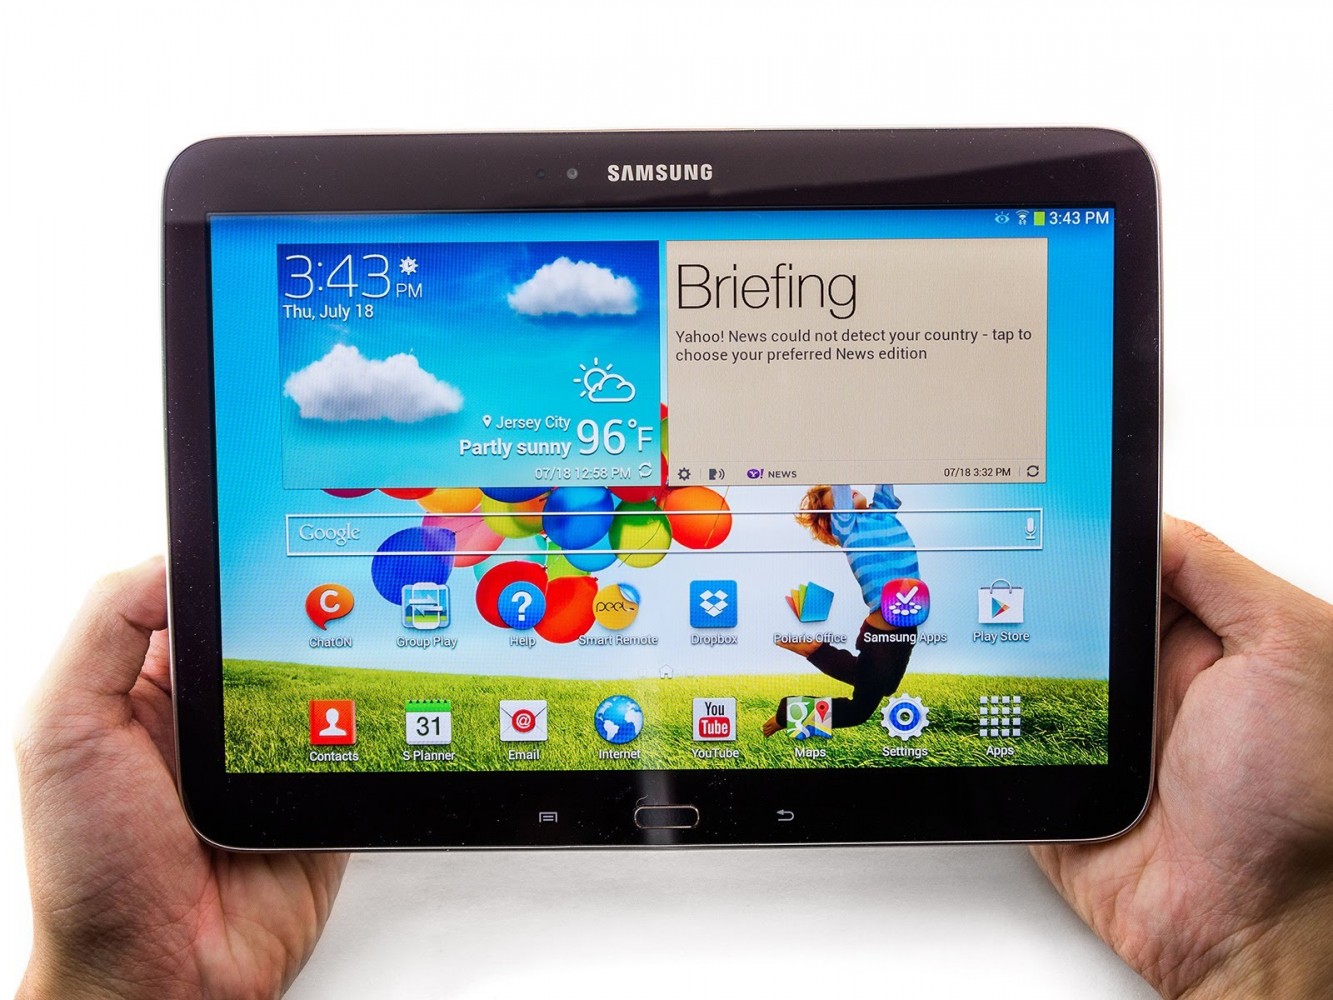 SAMSUNG
3:43 PM
3:43 PM
Thu, July 18
Jersey City
Partly sunny 96°F
07/18 12:58 PM
Briefing
Yahoo! News could not detect your country - tap to
choose your preferred News edition
Y! NEWS
07/18 3:32 PM
Google
C
?
peel
ChatON
Group Play
Help
Smart Remote
Dropbox
Polaris Office
Samsung Apps
Play Store
31
@
You
Tube
g
Contacts
S Planner
Email
Internet
YouTube
Maps
Settings
Apps